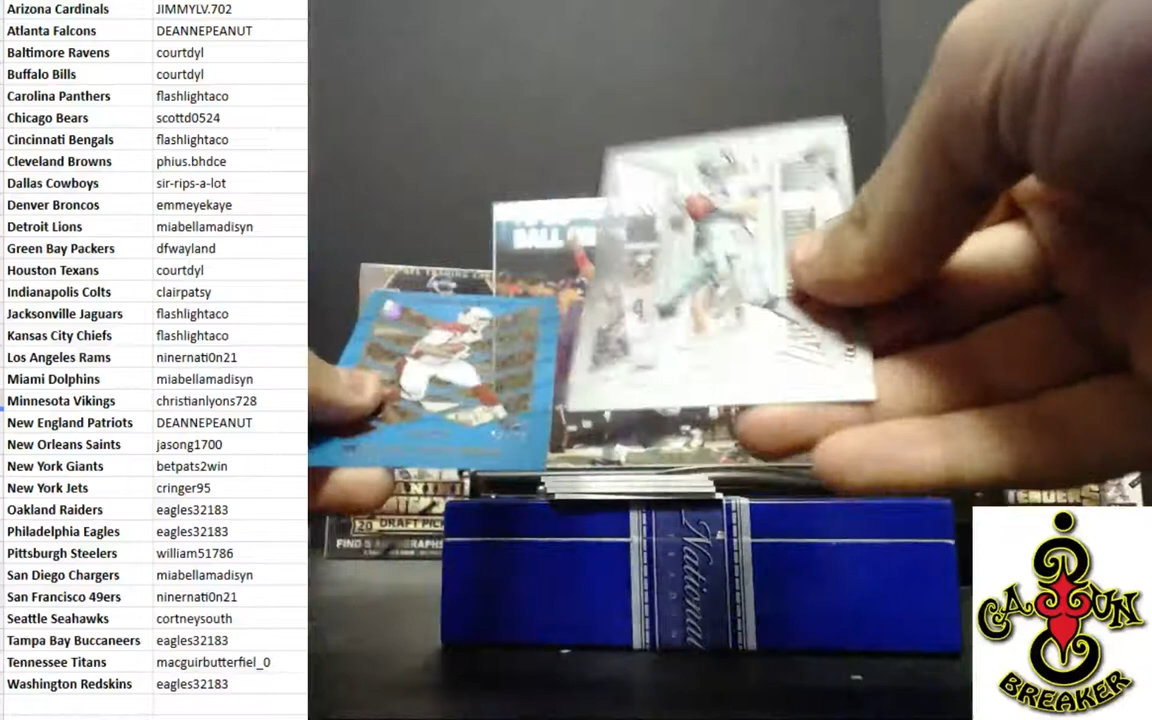 Arizona Cardinals JIMMYLV.702
Atlanta Falcons DEANNEPEANUT
Baltimore Ravens courtdyl
Buffalo Bills courtdyl
Carolina Panthers flashlightaco
Chicago Bears scottd0524
Cincinnati Bengals flashlightaco
Cleveland Browns phius.bhdce
Dallas Cowboys sir-rips-a-lot
Denver Broncos emmeyekaye
Detroit Lions miabellamadisyn
Green Bay Packers dfwayland
Houston Texans courtdyl
Indianapolis Colts clairpatsy
Jacksonville Jaguars flashlightaco
Kansas City Chiefs flashlightaco
Los Angeles Rams ninernati0n21
Miami Dolphins miabellamadisyn
Minnesota Vikings christianlyons728
New England Patriots DEANNEPEANUT
New Orleans Saints jasong1700
New York Giants betpats2win
New York Jets cringer95
Oakland Raiders eagles32183
Philadelphia Eagles eagles32183
Pittsburgh Steelers william51786
San Diego Chargers miabellamadisyn
San Francisco 49ers ninernati0n21
Seattle Seahawks cortneysouth
Tampa Bay Buccaneers eagles32183
Tennessee Titans macguirbutterfiel_0
Washington Redskins eagles32183
BALL
20 DRAFT PICK
FIND 5 AUTOGRAPHS
National
CAJUN
BREAKER